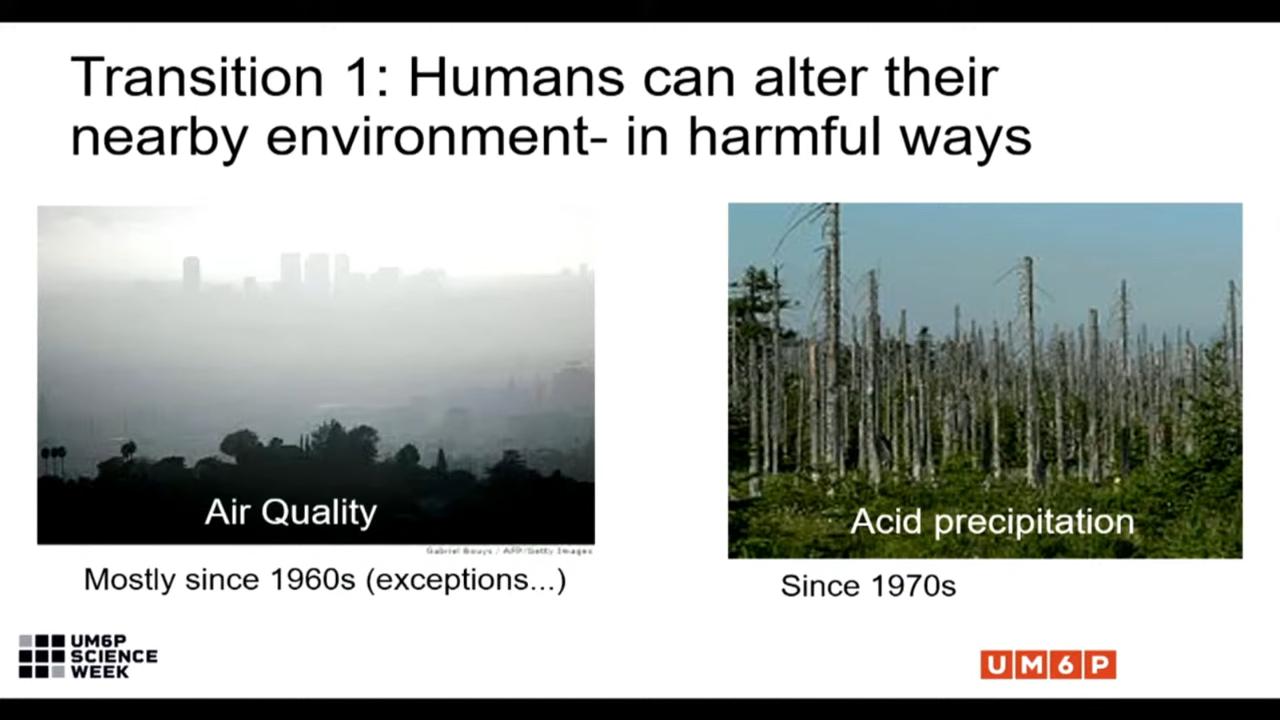 Transition 1: Humans can alter their
nearby environment- in harmful ways
Air Quality
Gabriel Bouys / AFP/Getty Images
Mostly since 1960s (exceptions...)
Acid precipitation
Since 1970s
UM6P
SCIENCE
WEEK
UM6P